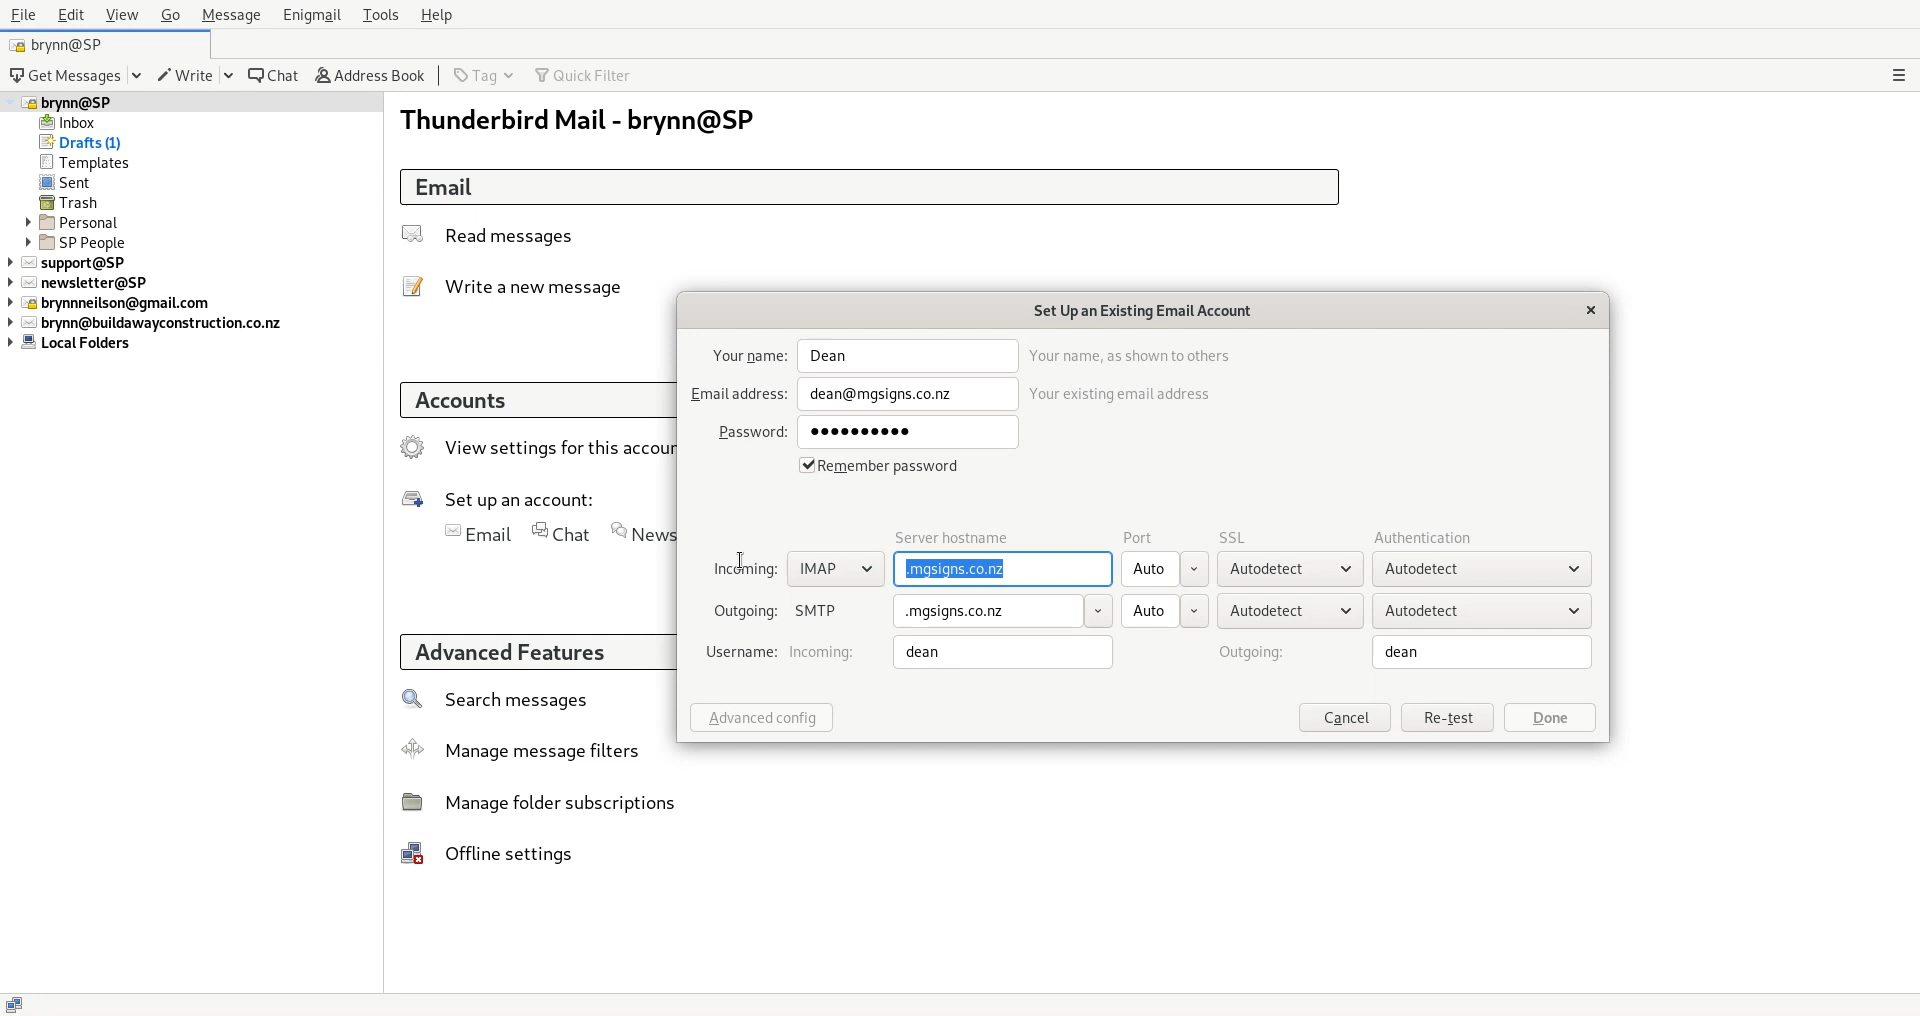 File Edit View Go Message Enigmail Tools Help
brynn@SP
Get Messages Write Chat Address Book Tag Quick Filter
brynn@SP
Inbox
Drafts (1)
Templates
Sent
Trash
Personal
SP People
support@SP
newsletter@SP
brynnneilson@gmail.com
brynn@buildawayconstruction.co.nz
Local Folders
Thunderbird Mail - brynn@SP
Email
Read messages
Write a new message
Accounts
View settings for this accoun
Set up an account:
Email Chat News
Advanced Features
Search messages
Manage message filters
Manage folder subscriptions
Offline settings
Set Up an Existing Email Account
Your name: Dean Your name, as shown to others
Email address: dean@mgsigns.co.nz Your existing email address
Password: ●●●●●●●●●●
Remember password
Server hostname Port SSL Authentication
Incoming: IMAP .mgsigns.co.nz Auto Autodetect Autodetect
Outgoing: SMTP .mgsigns.co.nz Auto Autodetect Autodetect
Username: Incoming: dean Outgoing: dean
Advanced config Cancel Re-test Done